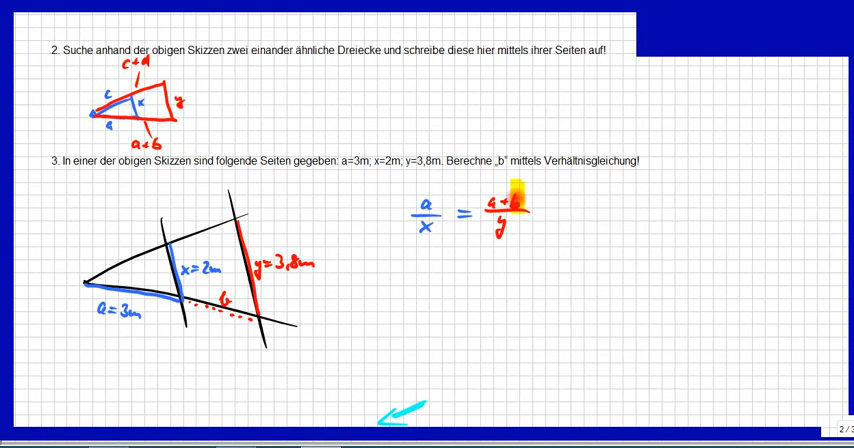 2. Suche anhand der obigen Skizzen zwei einander ähnliche Dreiecke und schreibe diese hier mittels ihrer Seiten auf!
c+d
c
x
y
a
a+b
3. In einer der obigen Skizzen sind folgende Seiten gegeben: a=3m; x=2m; y=3,8m. Berechne „b" mittels Verhältnisgleichung!
a/x = a+b/y
x=2m
y=3,8m
b
a=3m
2 / 3